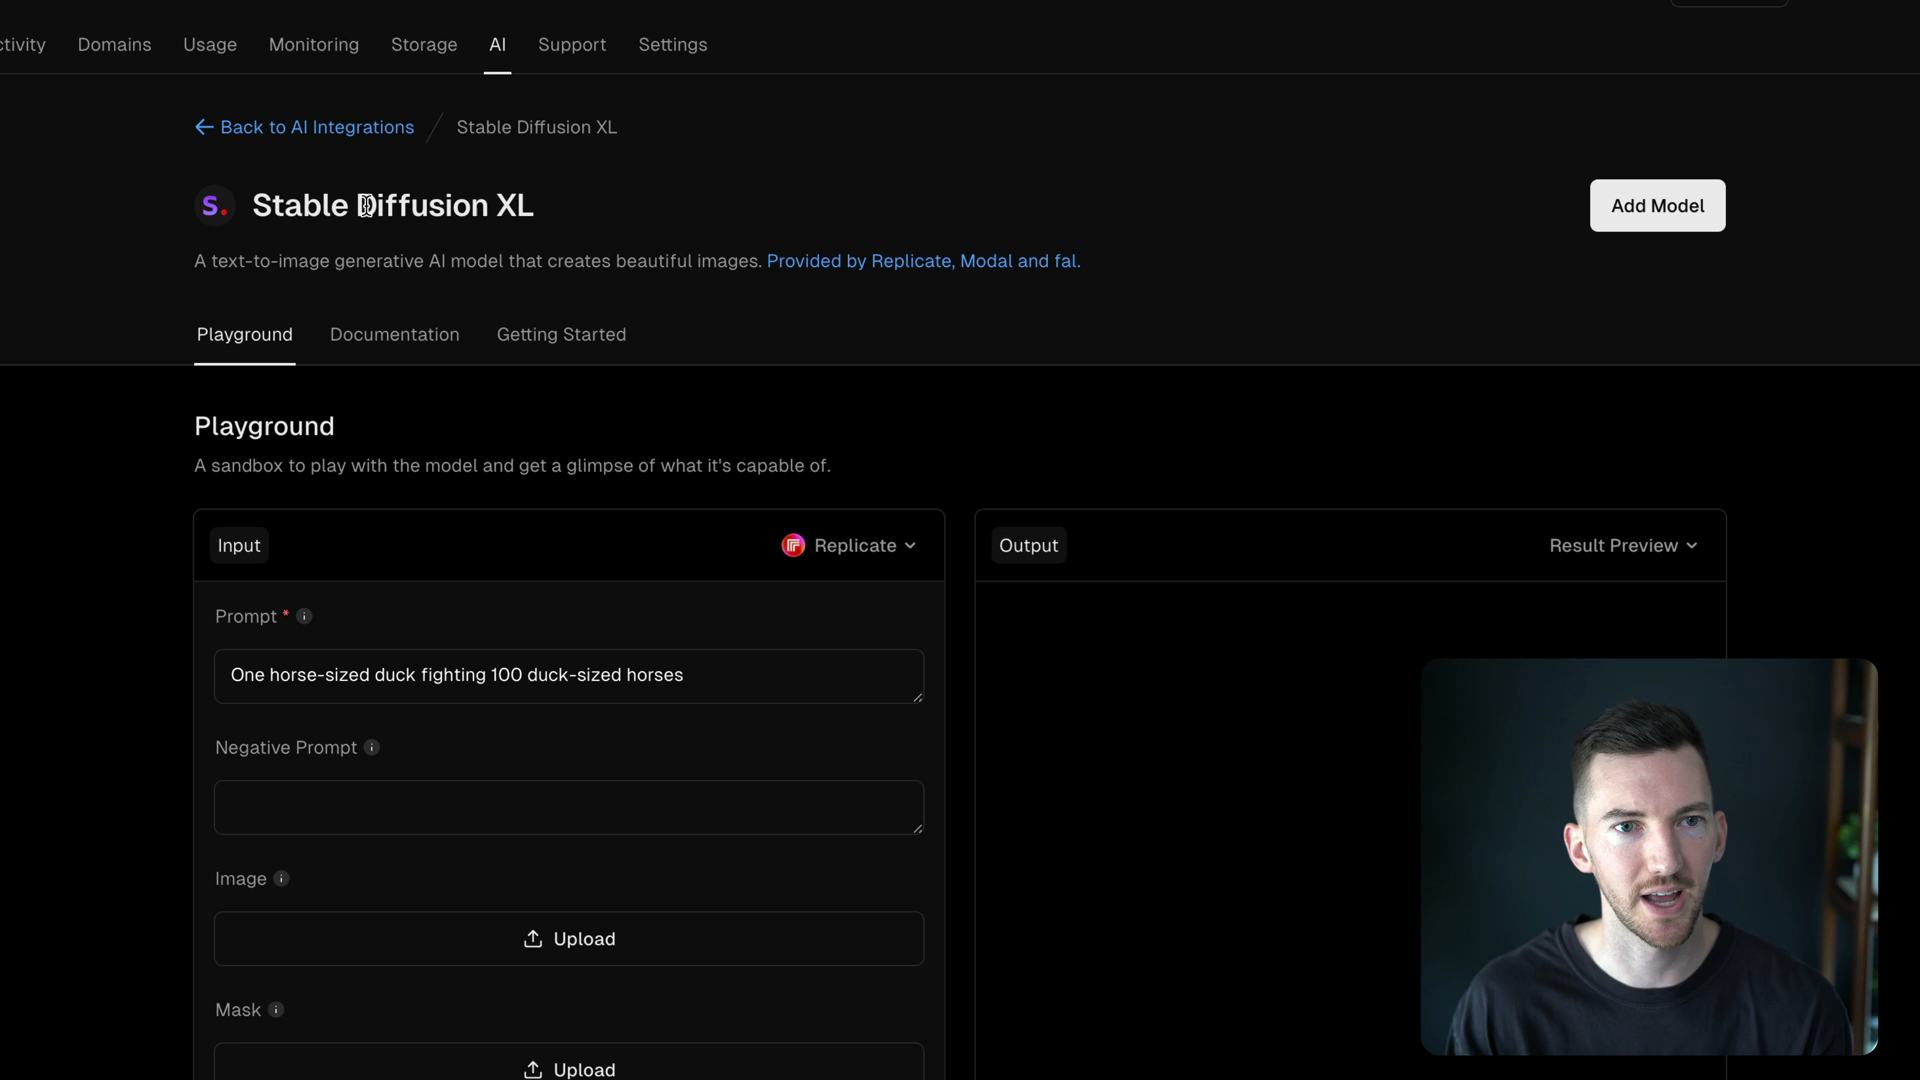 ctivity Domains Usage Monitoring Storage AI Support Settings
Back to AI Integrations / Stable Diffusion XL
S. Stable Diffusion XL
Add Model
A text-to-image generative AI model that creates beautiful images. Provided by Replicate, Modal and fal.
Playground Documentation Getting Started
Playground
A sandbox to play with the model and get a glimpse of what it's capable of.
Input Replicate
Output Result Preview
Prompt *
One horse-sized duck fighting 100 duck-sized horses
Negative Prompt
Image
Upload
Mask
Upload